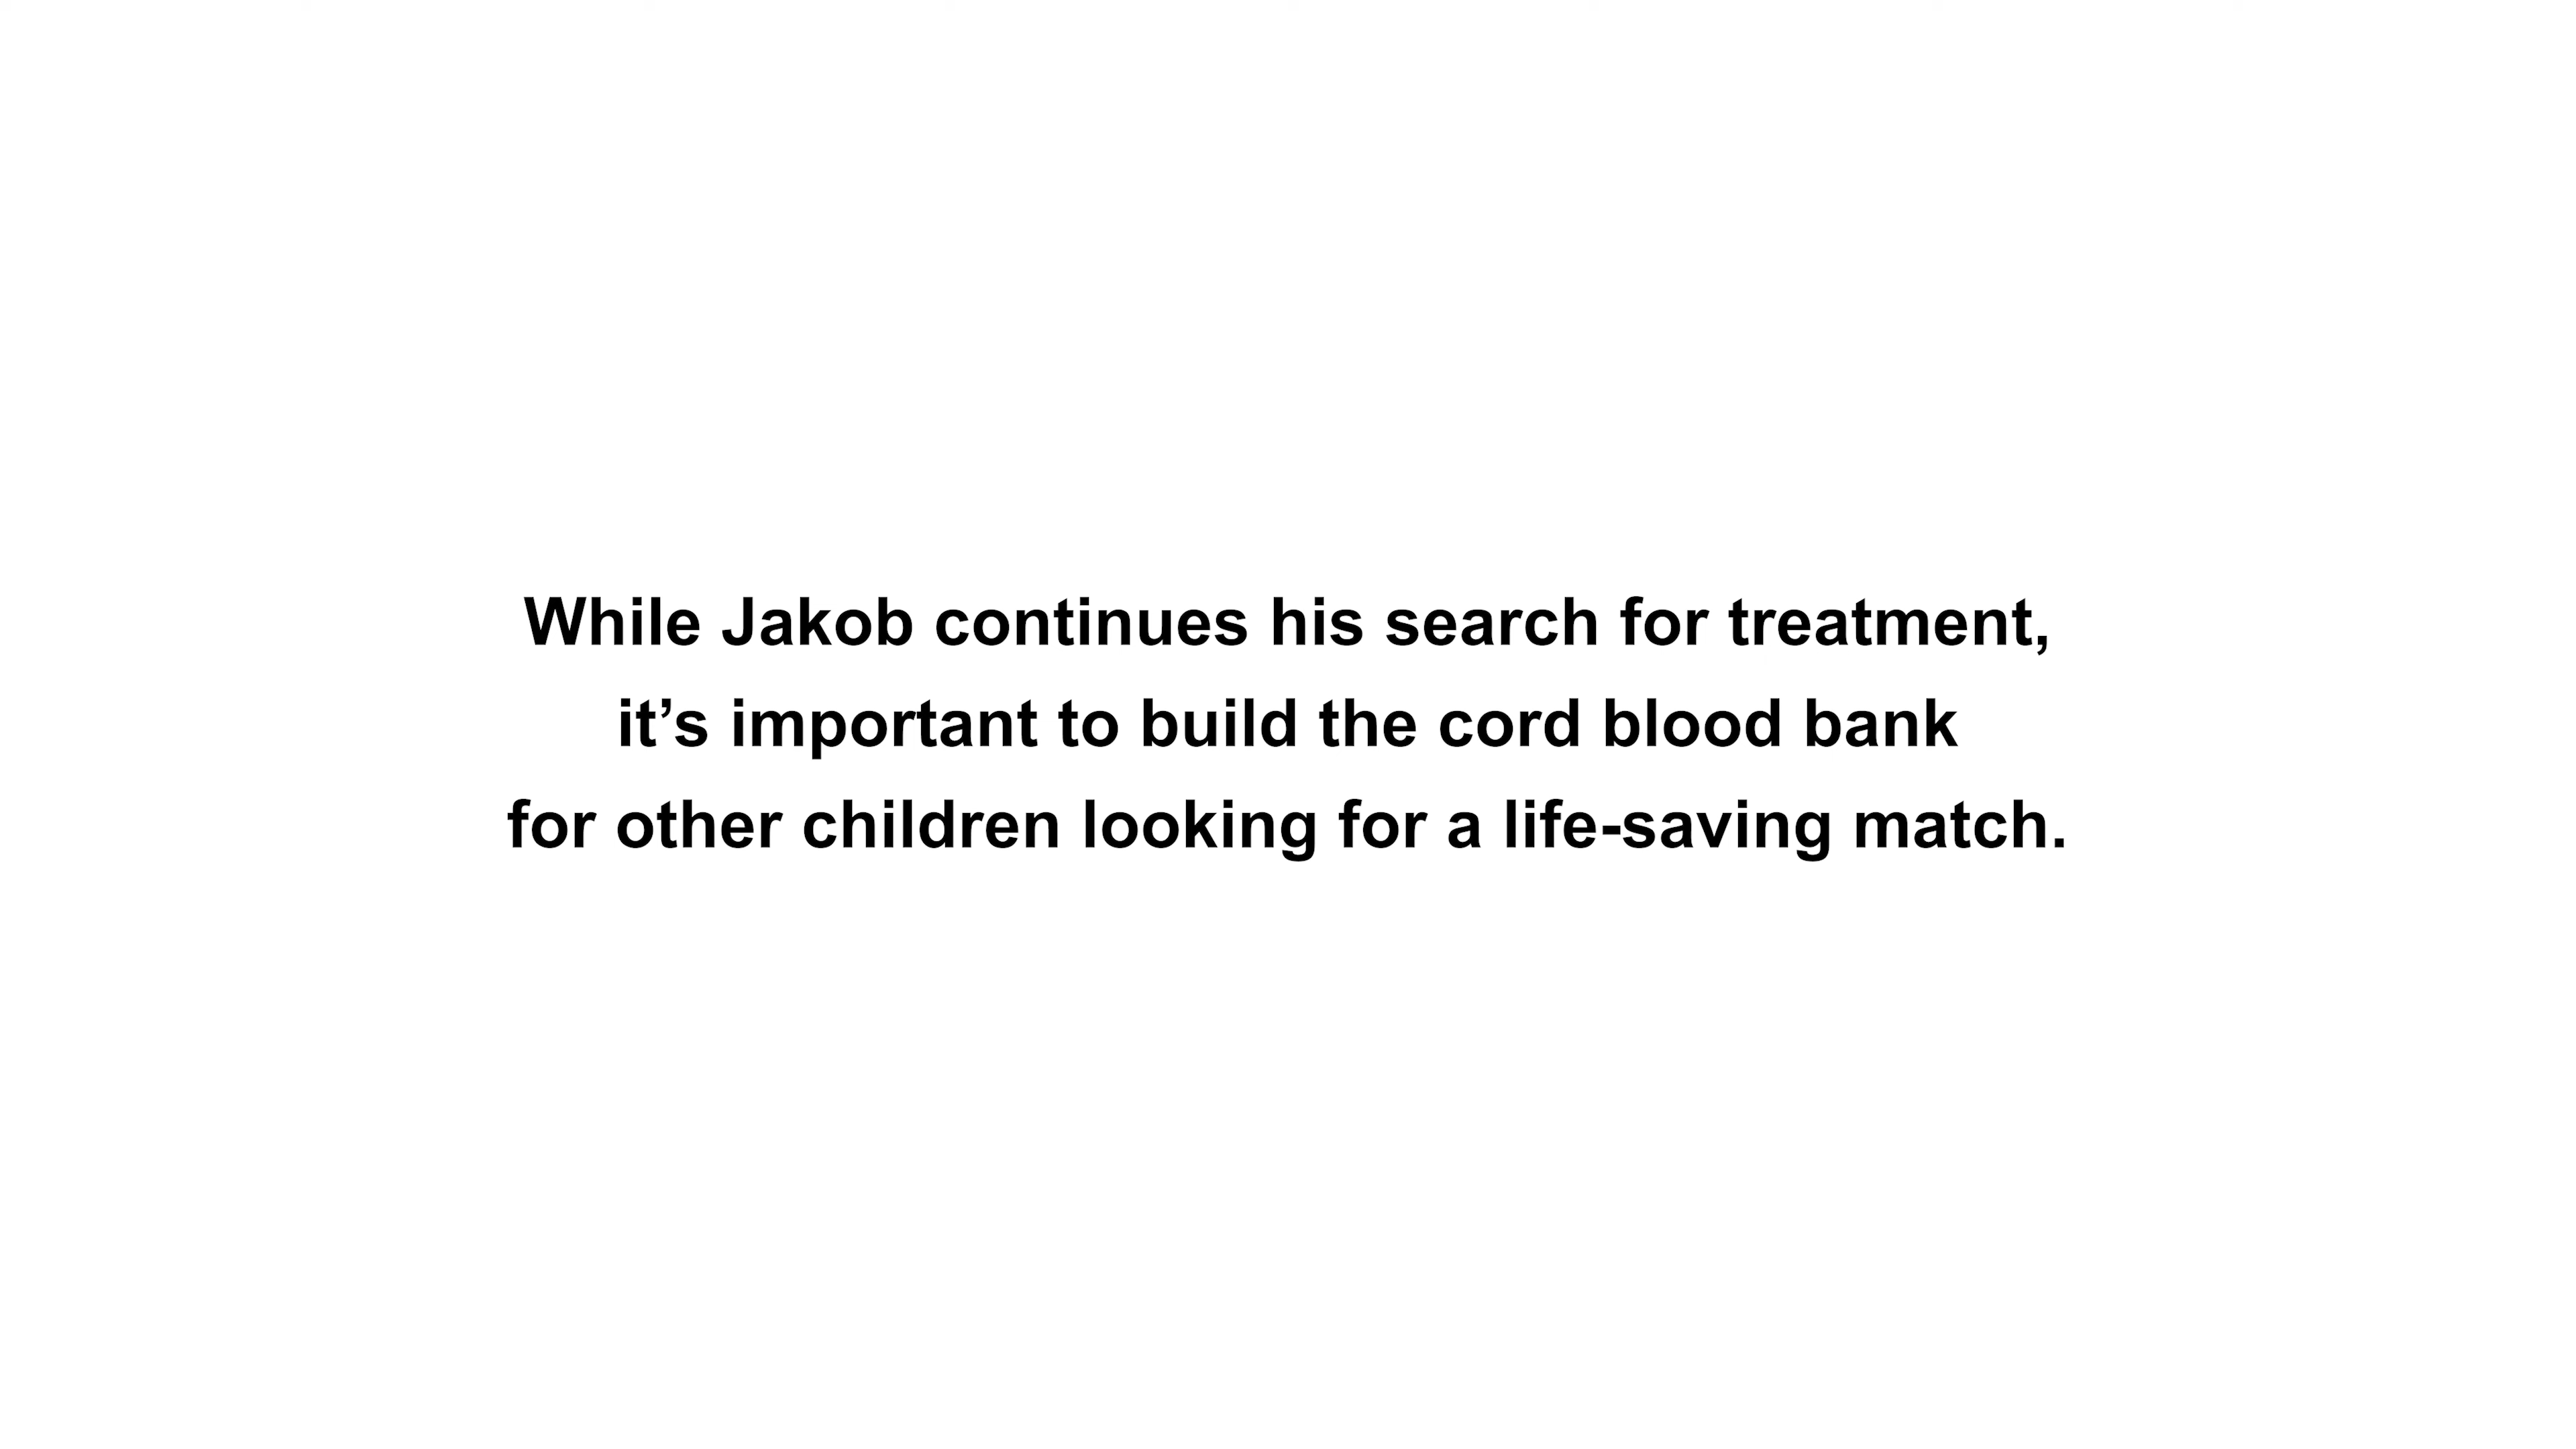 While Jakob continues his search for treatment,
it’s important to build the cord blood bank
for other children looking for a life-saving match.